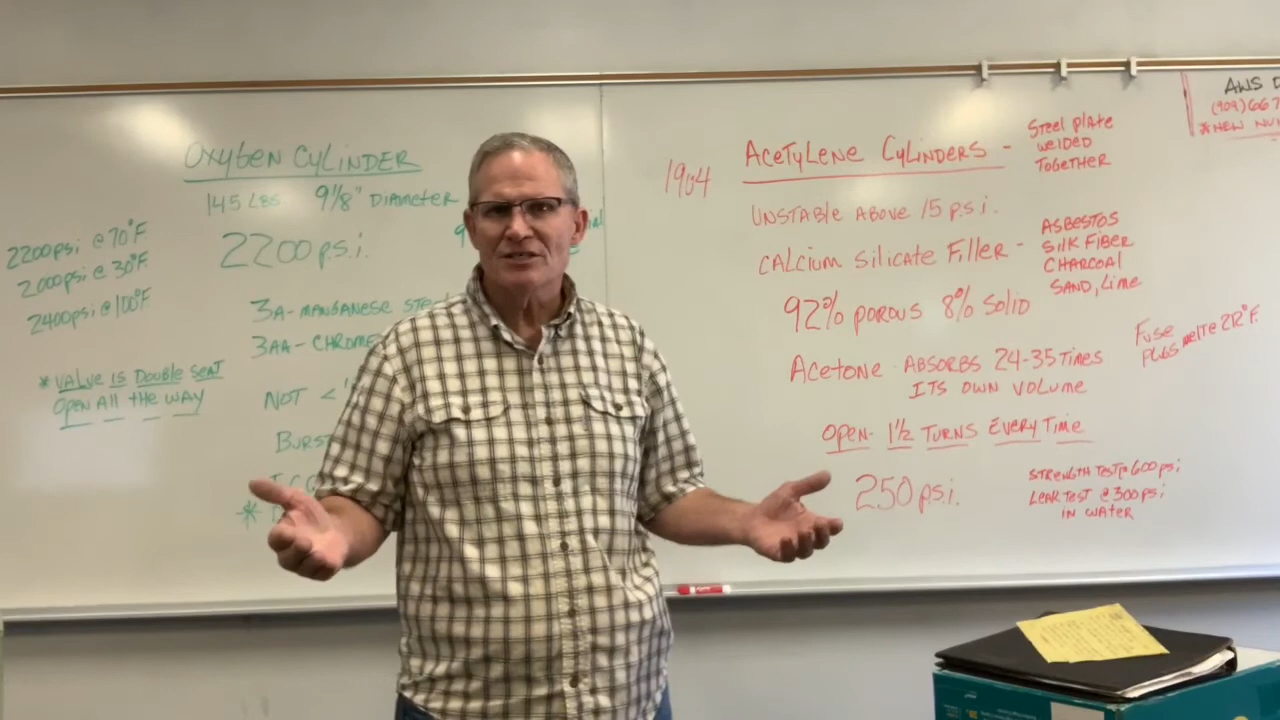 OXYGEN CYLINDER
145 LBS 9 1/8" DIAMETER
2200 p.s.i.
2200psi @ 70°F.
2000psi @ 30°F.
2400psi @ 100°F
3A- MANGANESE
3AA- CHROME
* VALVE IS DOUBLE SEAT
OPEN ALL THE WAY
NOT <
BURST
1904
ACETYLENE CYLINDERS -
Steel plate
welded
Together
UNSTABLE ABOVE 15 p.s.i.
CALCIUM SILICATE FILLER -
ASBESTOS
SILK FIBER
CHARCOAL
SAND, Lime
92% POROUS 8% SOLID
Acetone ABSORBS 24-35 TIMES
ITS OWN VOLUME
OPEN- 1½ TURNS EVERY TIME
250 p.s.i.
STRENGTH TEST@ 600 psi
LEAK TEST @ 300 psi
IN WATER
Fuse
212°F.
AWS
(909) 667
*NEW